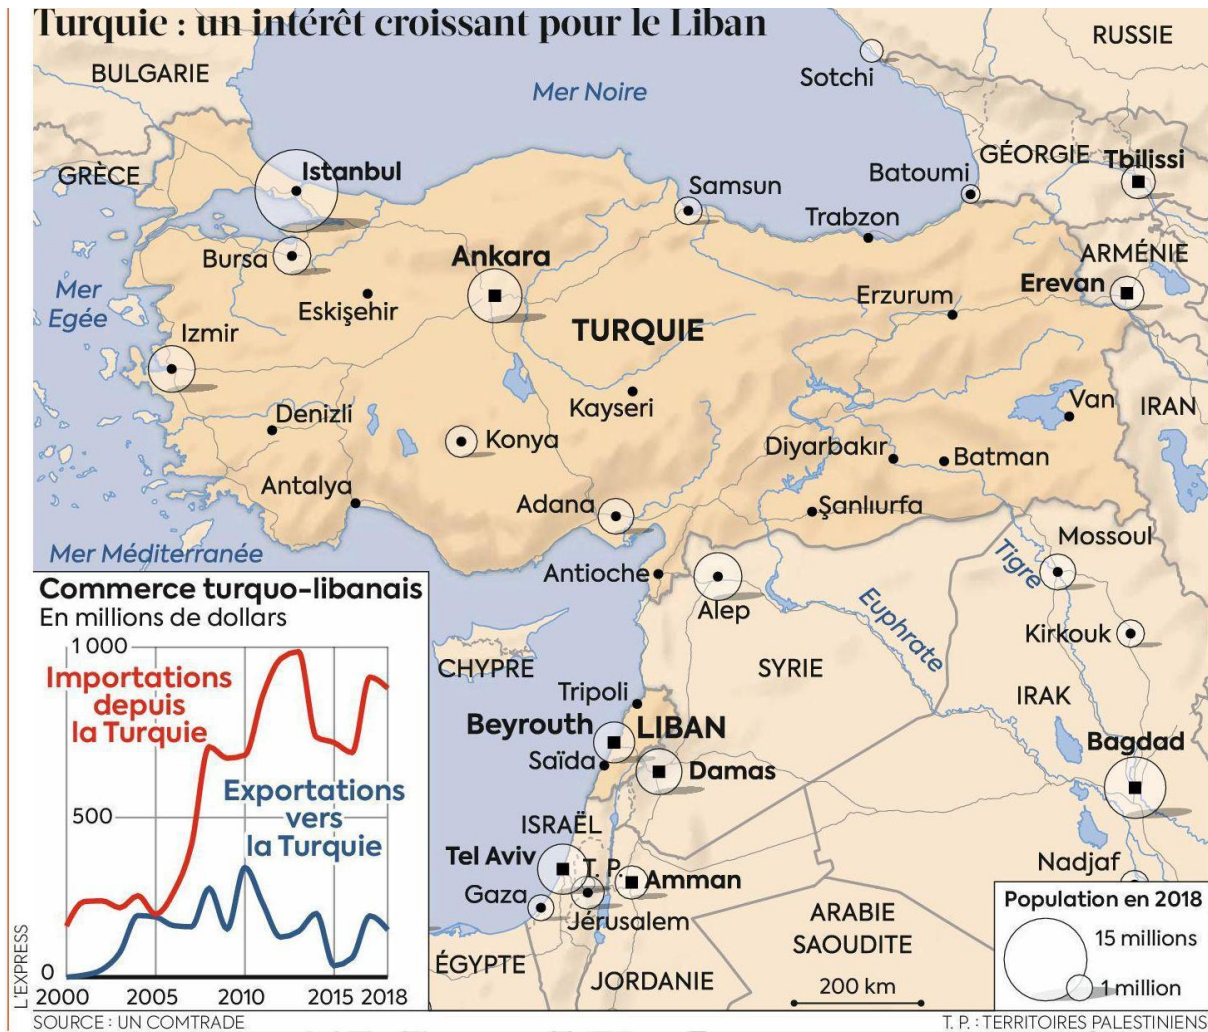 Turquie : un intérêt croissant pour le Liban
RUSSIE
BULGARIE
Sotchi
Mer Noire
GÉORGIE
Tbilissi
GRÈCE
Istanbul
Samsun
Batoumi
Trabzon
ARMÉNIE
Bursa
Ankara
Erevan
Mer
Egée
Eskişehir
Erzurum
Izmir
TURQUIE
Kayseri
Van
IRAN
Denizli
Konya
Diyarbakır
Batman
Antalya
Adana
Şanlıurfa
Mer Méditerranée
Mossoul
Tigre
Antioche
Alep
Euphrate
Kirkouk
CHYPRE
SYRIE
Tripoli
IRAK
Beyrouth
LIBAN
Bagdad
Saïda
Damas
ISRAËL
Tel Aviv
T. P.
Amman
Nadjaf
Gaza
Jérusalem
ARABIE
SAOUDITE
ÉGYPTE
JORDANIE
200 km
Commerce turquo-libanais
En millions de dollars
1 000
Importations
depuis
la Turquie
500
Exportations
vers
la Turquie
0
2000
2005
2010
2015
2018
Population en 2018
15 millions
1 million
L'EXPRESS
SOURCE : UN COMTRADE
T. P. : TERRITOIRES PALESTINIENS